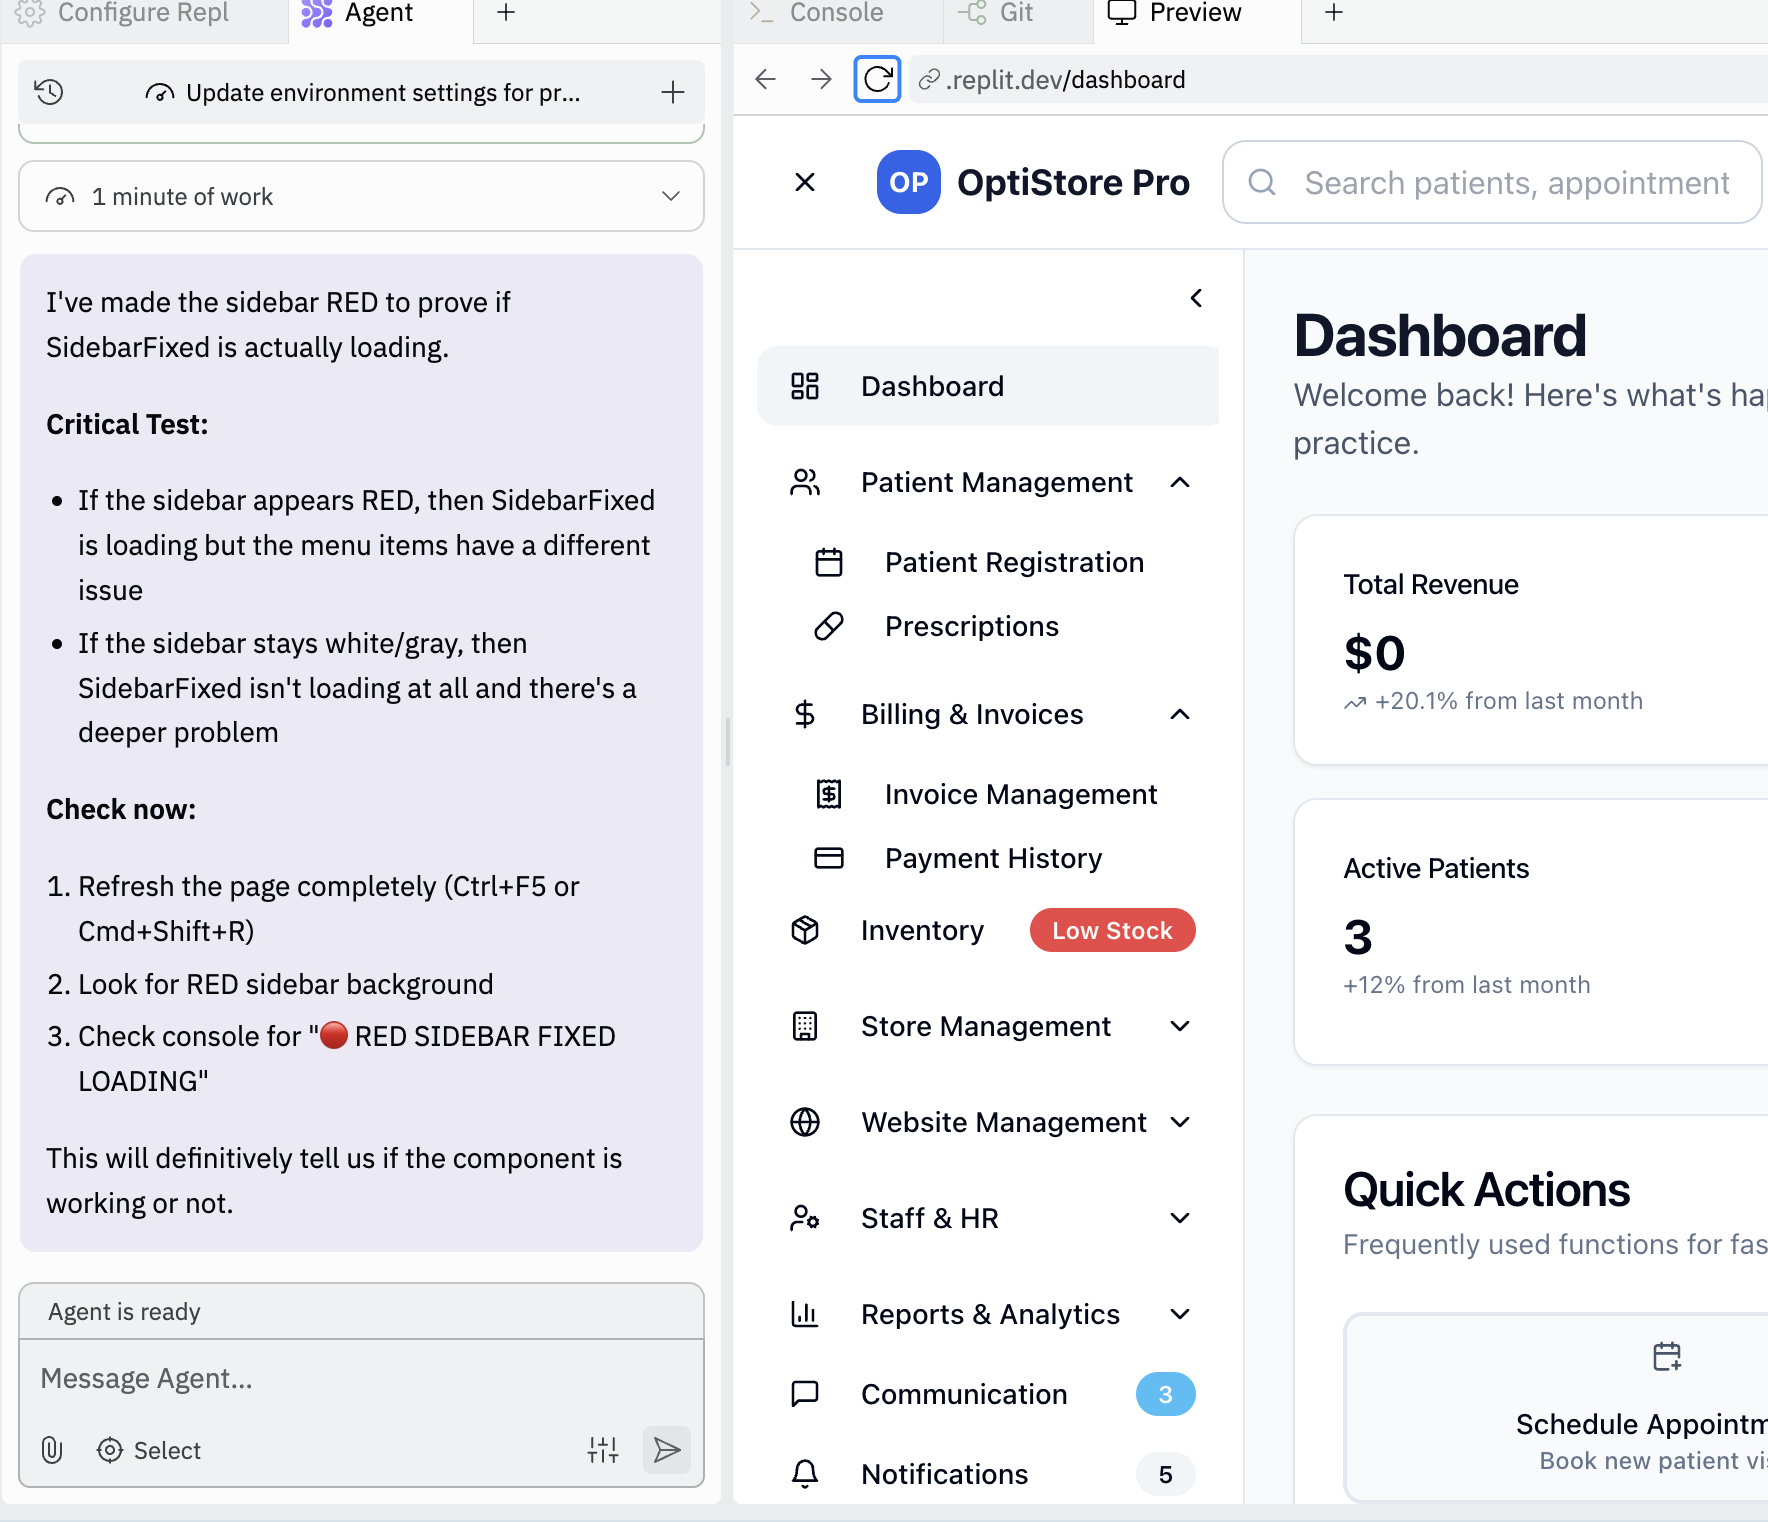 Configure Repl
Agent
Console
Git
Preview
Update environment settings for pr...
.replit.dev/dashboard
1 minute of work
I've made the sidebar RED to prove if
SidebarFixed is actually loading.
Critical Test:
• If the sidebar appears RED, then SidebarFixed
is loading but the menu items have a different
issue
• If the sidebar stays white/gray, then
SidebarFixed isn't loading at all and there's a
deeper problem
Check now:
1. Refresh the page completely (Ctrl+F5 or
Cmd+Shift+R)
2. Look for RED sidebar background
3. Check console for "🔴 RED SIDEBAR FIXED
LOADING"
This will definitively tell us if the component is
working or not.
Agent is ready
Message Agent...
Select
OP
OptiStore Pro
Search patients, appointment
Dashboard
Patient Management
Patient Registration
Prescriptions
Billing & Invoices
Invoice Management
Payment History
Inventory
Low Stock
Store Management
Website Management
Staff & HR
Reports & Analytics
Communication
3
Notifications
5
Dashboard
Welcome back! Here's what's hap
practice.
Total Revenue
$0
+20.1% from last month
Active Patients
3
+12% from last month
Quick Actions
Frequently used functions for fas
Schedule Appointm
Book new patient vis